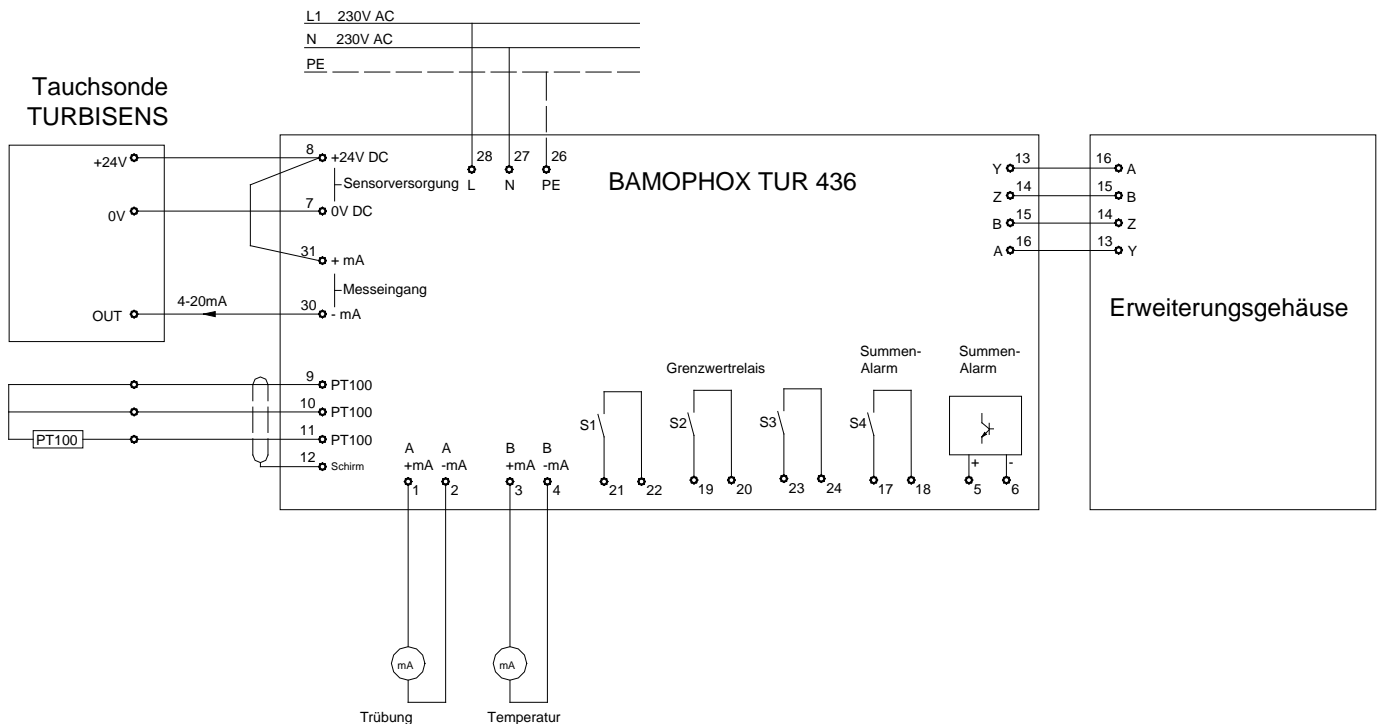 L1 230V AC
N 230V AC
PE
Tauchsonde
TURBISENS
+24V
0V
OUT
4-20mA
8 +24V DC
Sensorversorgung
7 0V DC
31 + mA
Messeingang
30 - mA
28 27 26
L N PE
BAMOPHOX TUR 436
Y 13
Z 14
B 15
A 16
16 A
15 B
14 Z
13 Y
Erweiterungsgehäuse
9 PT100
10 PT100
11 PT100
12 Schirm
PT100
A A B B
+mA -mA +mA -mA
1 2 3 4
Grenzwertrelais
Summen-
Alarm
Summen-
Alarm
S1 S2 S3 S4
+ -
21 22 19 20 23 24 17 18 5 6
mA mA
Trübung Temperatur